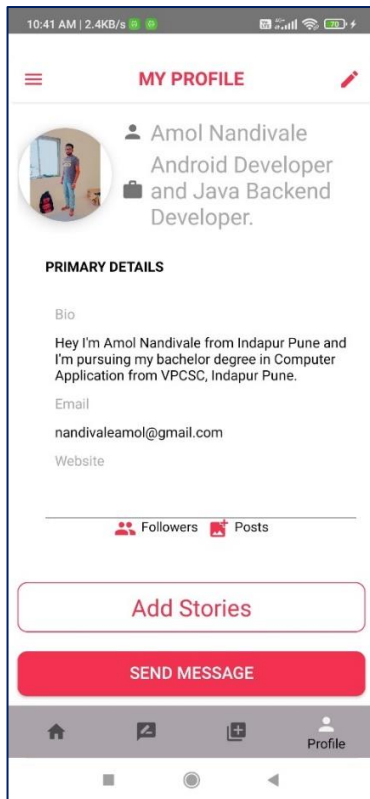 10:41 AM | 2.4KB/s
70
MY PROFILE
Amol Nandivale
Android Developer
and Java Backend
Developer.
PRIMARY DETAILS
Bio
Hey I'm Amol Nandivale from Indapur Pune and
I'm pursuing my bachelor degree in Computer
Application from VPCSC, Indapur Pune.
Email
nandivaleamol@gmail.com
Website
Followers Posts
Add Stories
SEND MESSAGE
Profile